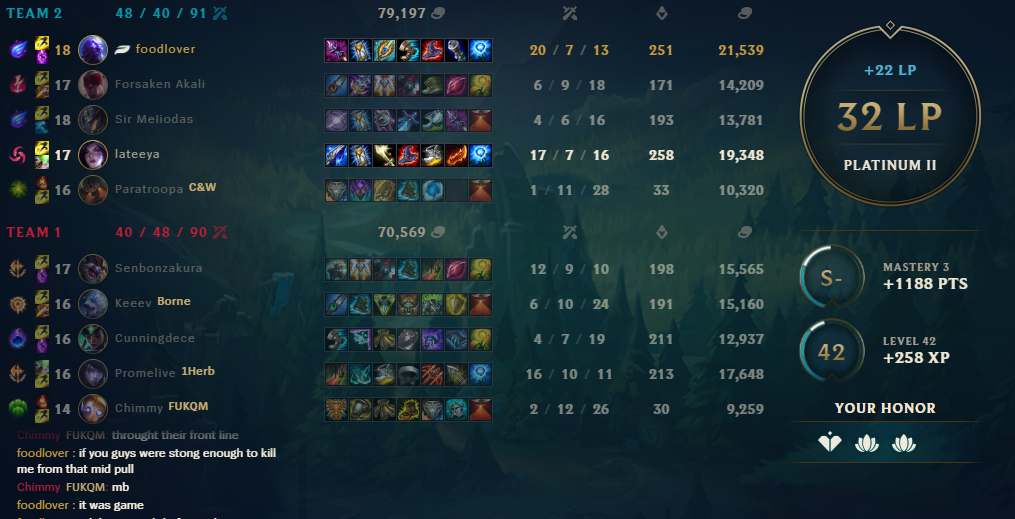 TEAM 2 48 / 40 / 91 79,197
18 foodlover 20 / 7 / 13 251 21,539
17 Forsaken Akali 6 / 9 / 18 171 14,209
18 Sir Meliodas 4 / 6 / 16 193 13,781
17 lateeya 17 / 7 / 16 258 19,348
16 Paratroopa C&W 1 / 11 / 28 33 10,320
TEAM 1 40 / 48 / 90 70,569
17 Senbonzakura 12 / 9 / 10 198 15,565
16 Keeev Borne 6 / 10 / 24 191 15,160
16 Cunningdece 4 / 7 / 19 211 12,937
16 Promelive 1Herb 16 / 10 / 11 213 17,648
14 Chimmy FUKQM 2 / 12 / 26 30 9,259
Chimmy FUKQM: throught their front line
foodlover : if you guys were stong enough to kill
me from that mid pull
Chimmy FUKQM: mb
foodlover : it was game
+22 LP
32 LP
PLATINUM II
S- MASTERY 3
+1188 PTS
42 LEVEL 42
+258 XP
YOUR HONOR